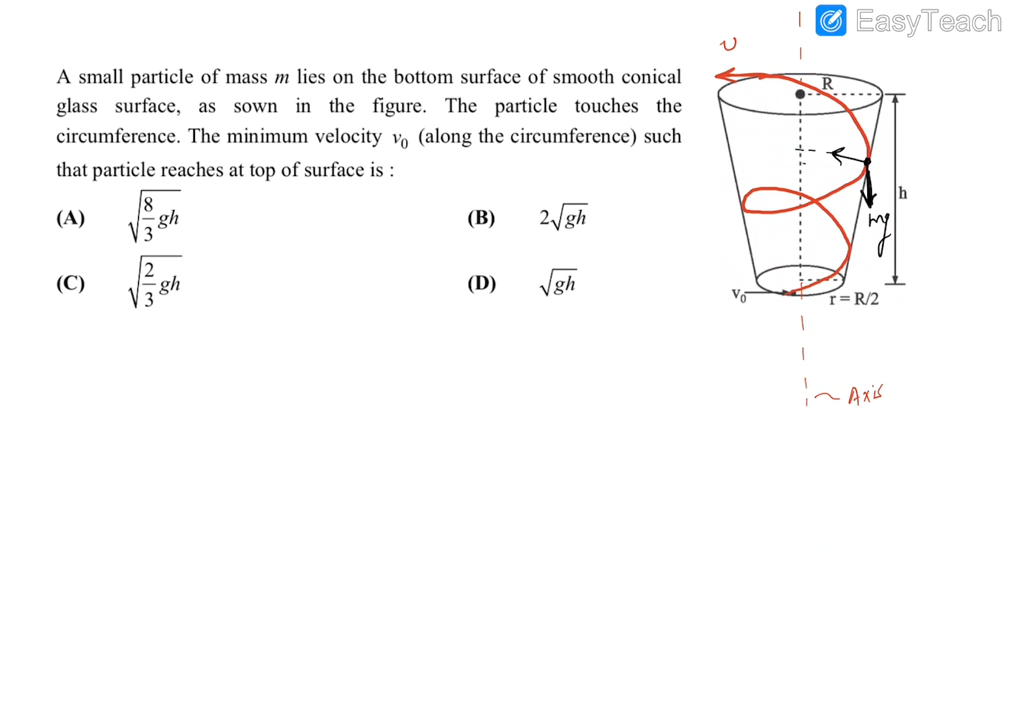 EasyTeach
A small particle of mass m lies on the bottom surface of smooth conical
glass surface, as sown in the figure. The particle touches the
circumference. The minimum velocity v₀ (along the circumference) such
that particle reaches at top of surface is :
(A) √(8/3 gh)
(B) 2√gh
(C) √(2/3 gh)
(D) √gh
v
R
h
mg
v₀
r = R/2
Axis